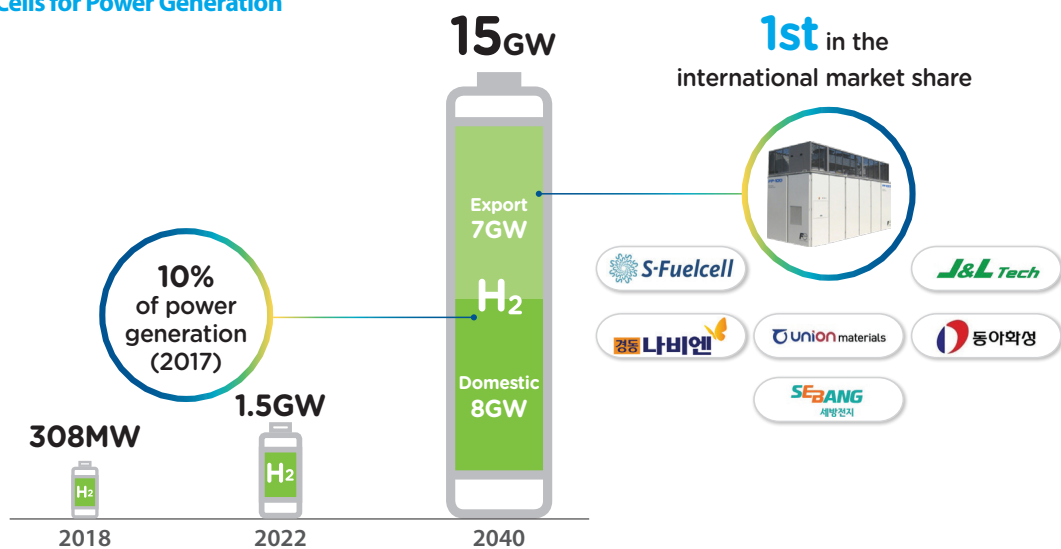 Cells for Power Generation
15GW
1st in the
international market share
Export
7GW
H2
Domestic
8GW
10%
of power
generation
(2017)
308MW
H2
1.5GW
H2
2018
2022
2040
S·Fuelcell
J&L Tech
경동 나비엔
union materials
동아화성
SEBANG
세방전지